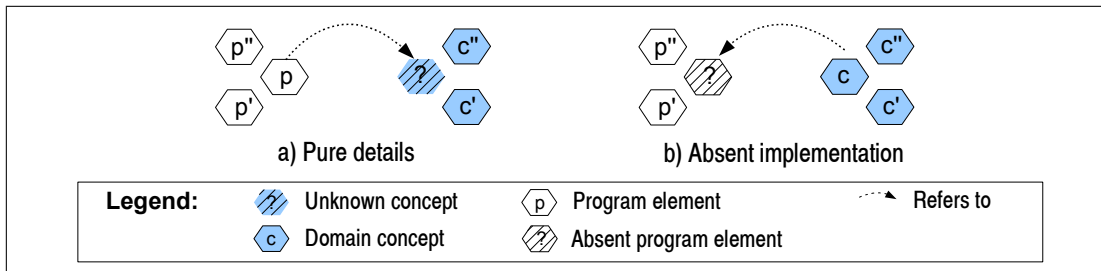 p'' c'' p'' c''
p ? ? c
p' c' p' c'
a) Pure details b) Absent implementation
Legend: ? Unknown concept p Program element Refers to
c Domain concept ? Absent program element